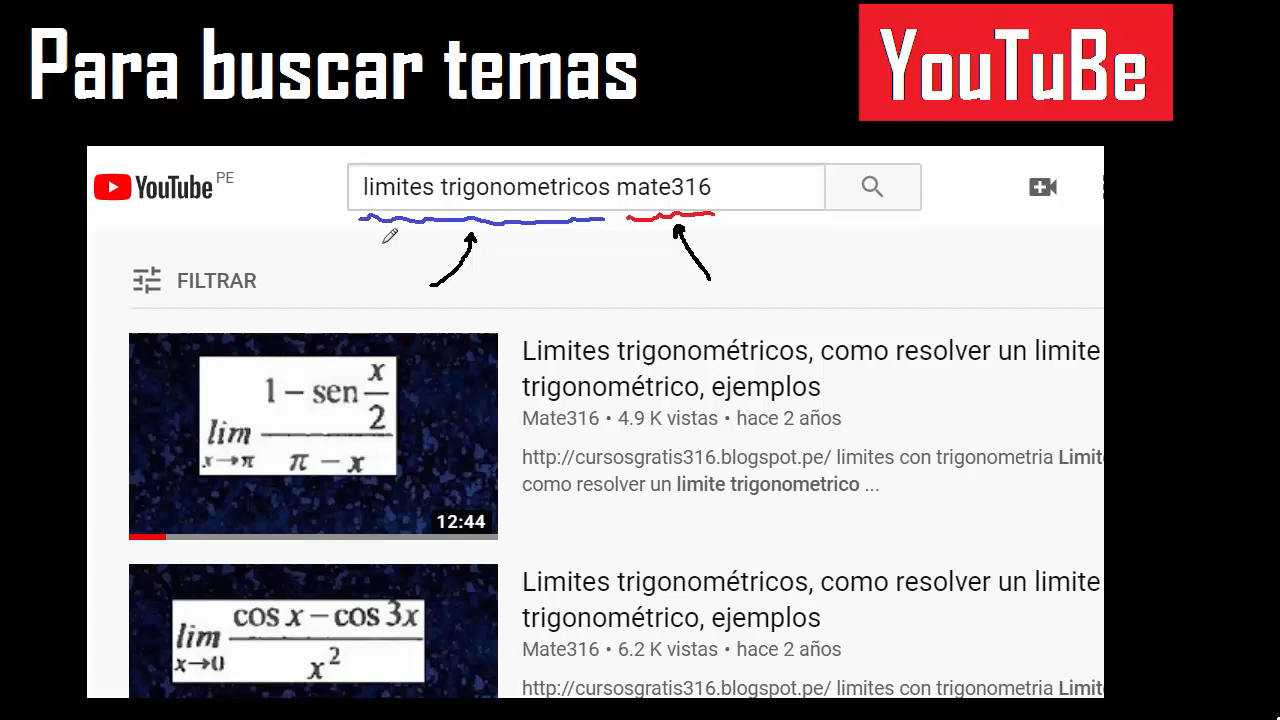 Para buscar temas
YouTuBe
YouTube PE
limites trigonometricos mate316
FILTRAR
1 – sen x/2
lim
x→π
π – x
12:44
Limites trigonométricos, como resolver un limite
trigonométrico, ejemplos
Mate316 • 4.9 K vistas • hace 2 años
http://cursosgratis316.blogspot.pe/ limites con trigonometria Limit
como resolver un limite trigonometrico ...
cos x – cos 3x
lim
x→0
x²
Limites trigonométricos, como resolver un limite
trigonométrico, ejemplos
Mate316 • 6.2 K vistas • hace 2 años
http://cursosgratis316.blogspot.pe/ limites con trigonometria Limit